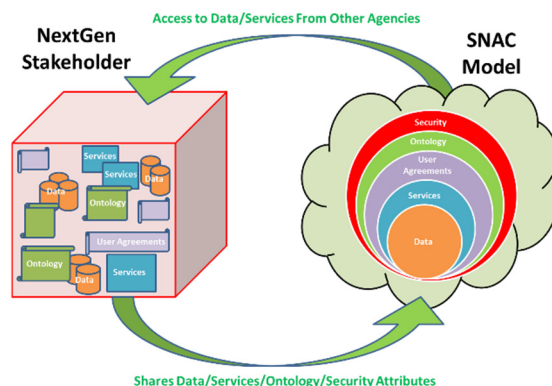 Access to Data/Services From Other Agencies
NextGen
Stakeholder
SNAC
Model
Services
Services
Data
Data
Ontology
User Agreements
Ontology
Data
Services
Security
Ontology
User
Agreements
Services
Data
Shares Data/Services/Ontology/Security Attributes